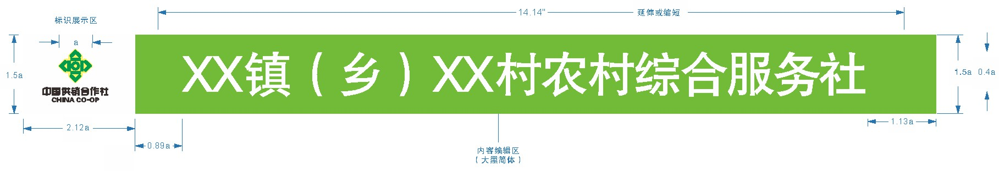 14.14" 延伸或缩短
标识展示区
a
1.5a
中国供销合作社
CHINA CO-OP
XX镇（乡）XX村农村综合服务社
1.5a 0.4a
2.12a
1.13a
0.89a
内容编辑区
（大黑简体）